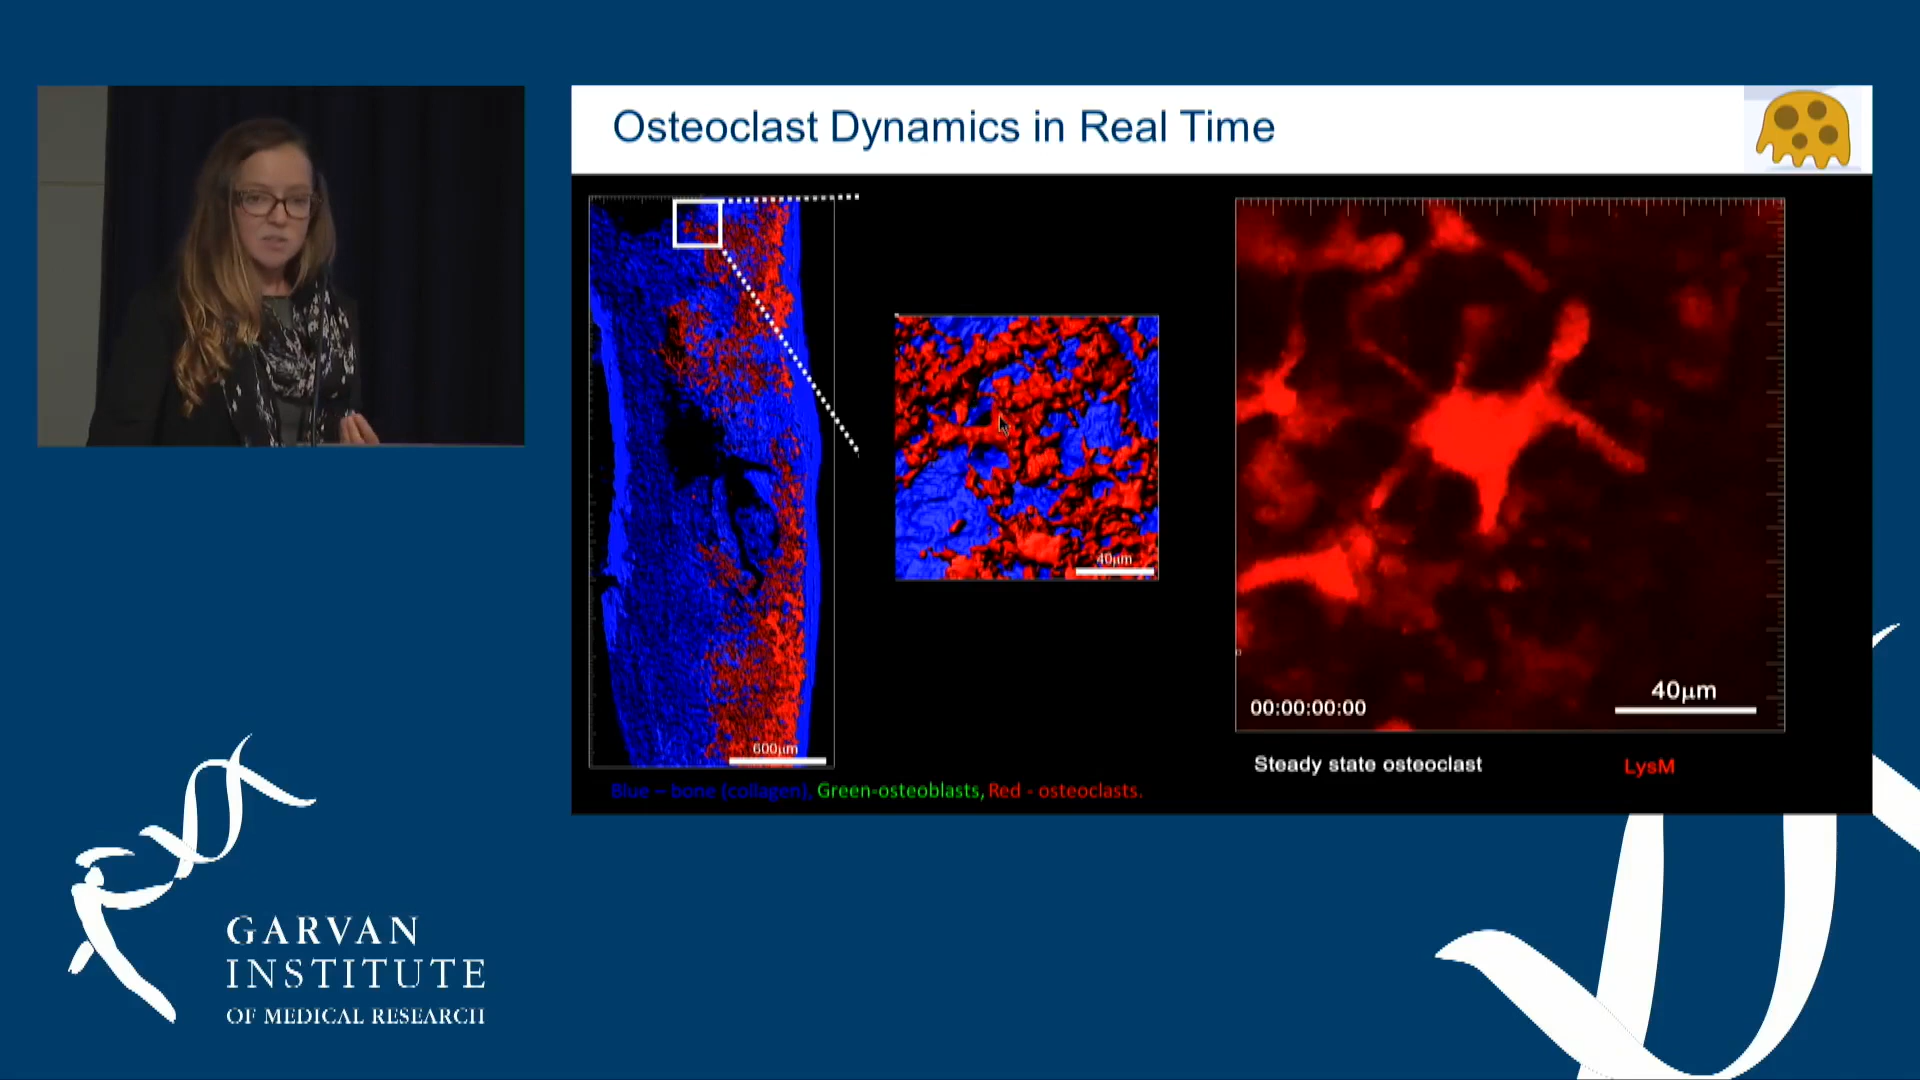 Osteoclast Dynamics in Real Time
600µm
40µm
00:00:00:00
40µm
Blue – bone (collagen), Green-osteoblasts, Red - osteoclasts.
Steady state osteoclast
LysM
GARVAN
INSTITUTE
OF MEDICAL RESEARCH